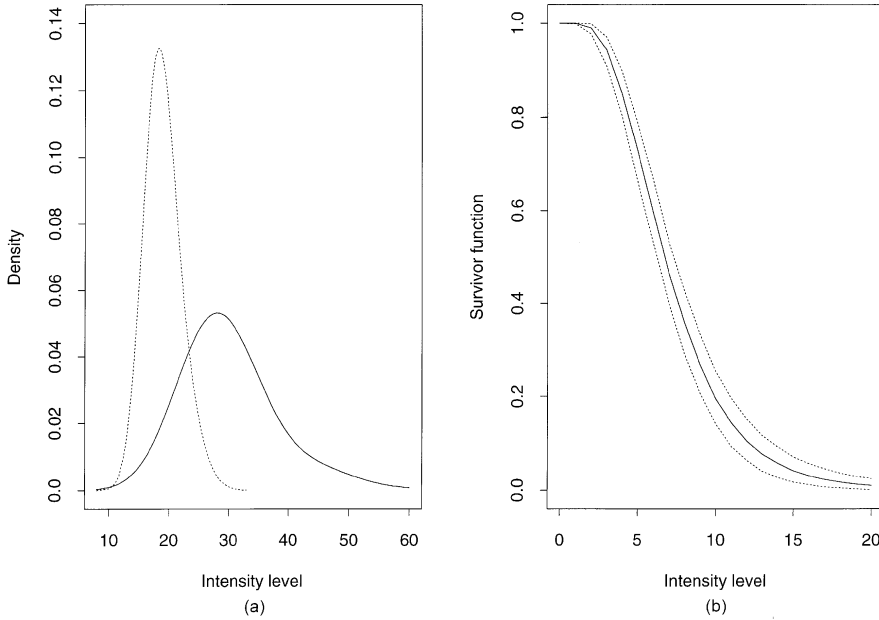 Density
0.0 0.02 0.04 0.06 0.08 0.10 0.12 0.14
10 20 30 40 50 60
Intensity level
(a)
Survivor function
0.0 0.2 0.4 0.6 0.8 1.0
0 5 10 15 20
Intensity level
(b)